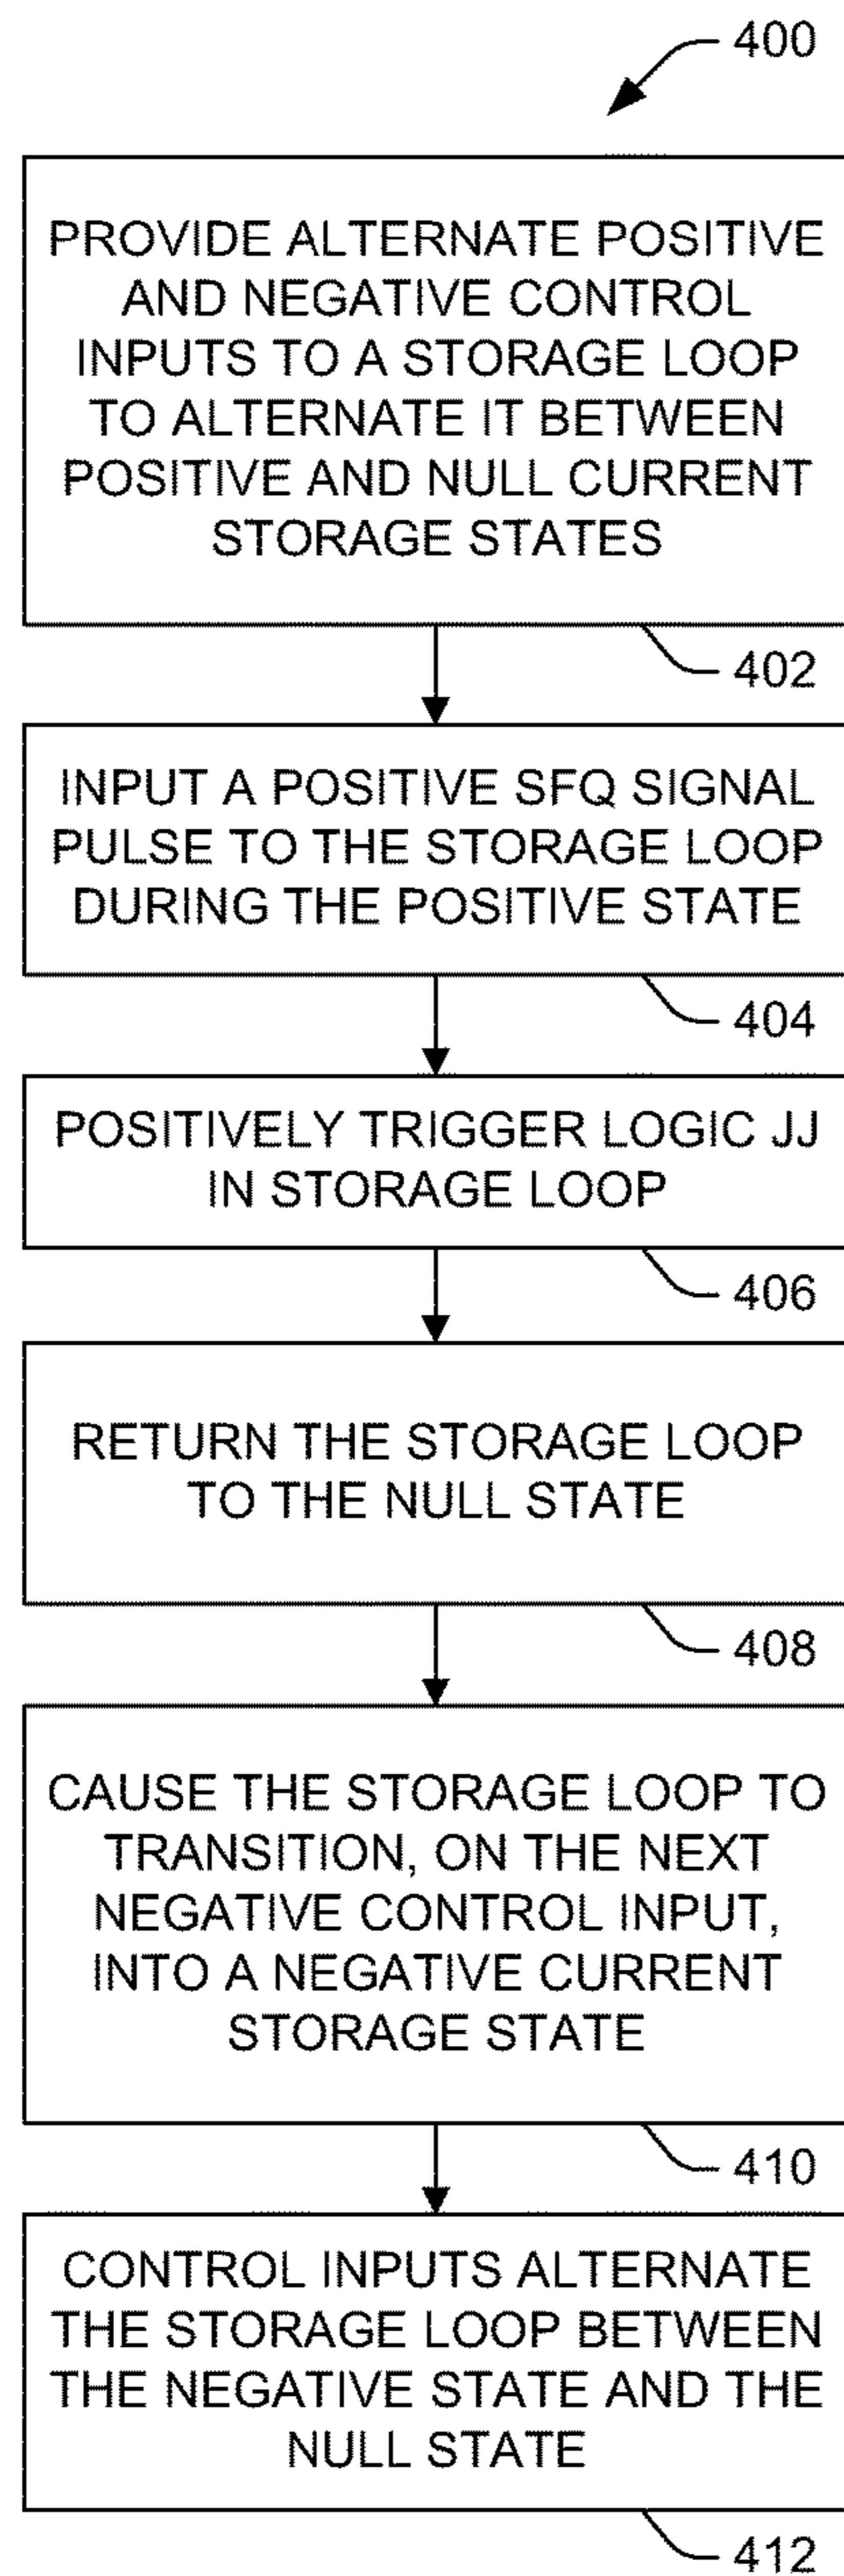 400
PROVIDE ALTERNATE POSITIVE
AND NEGATIVE CONTROL
INPUTS TO A STORAGE LOOP
TO ALTERNATE IT BETWEEN
POSITIVE AND NULL CURRENT
STORAGE STATES
402
INPUT A POSITIVE SFQ SIGNAL
PULSE TO THE STORAGE LOOP
DURING THE POSITIVE STATE
404
POSITIVELY TRIGGER LOGIC JJ
IN STORAGE LOOP
406
RETURN THE STORAGE LOOP
TO THE NULL STATE
408
CAUSE THE STORAGE LOOP TO
TRANSITION, ON THE NEXT
NEGATIVE CONTROL INPUT,
INTO A NEGATIVE CURRENT
STORAGE STATE
410
CONTROL INPUTS ALTERNATE
THE STORAGE LOOP BETWEEN
THE NEGATIVE STATE AND THE
NULL STATE
412